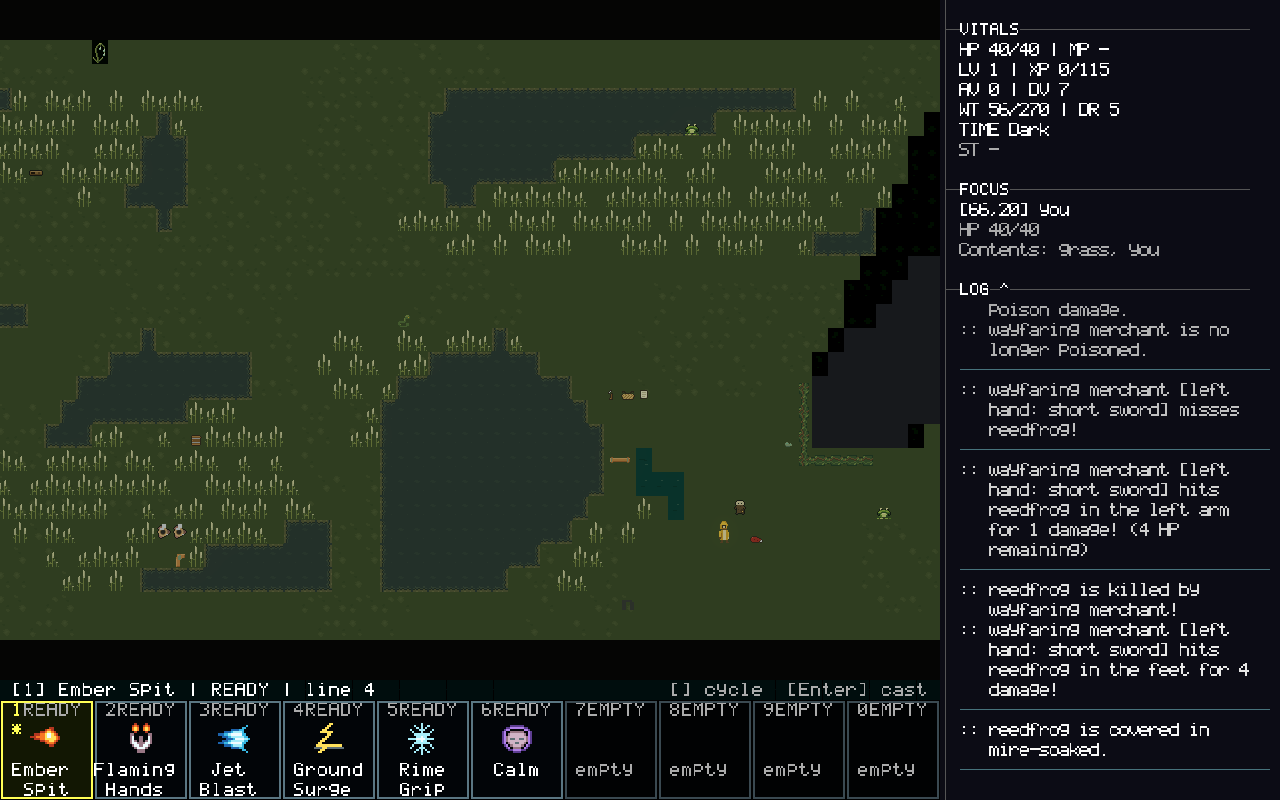 VITALS
HP 40/40 | MP -
LV 1 | XP 0/115
AV 0 | DV 7
WT 56/270 | DR 5
TIME Dark
ST -
FOCUS
[66,20] You
HP 40/40
Contents: grass, You
LOG ^
Poison damage.
:: wayfaring merchant is no
longer Poisoned.
:: wayfaring merchant [left
hand: short sword] misses
reedfrog!
:: wayfaring merchant [left
hand: short sword] hits
reedfrog in the left arm
for 1 damage! (4 HP
remaining)
:: reedfrog is killed by
wayfaring merchant!
:: wayfaring merchant [left
hand: short sword] hits
reedfrog in the feet for 4
damage!
:: reedfrog is covered in
mire-soaked.
[1] Ember Spit | READY | line 4
[] cycle [Enter] cast
1READY 2READY 3READY 4READY 5READY 6READY 7EMPTY 8EMPTY 9EMPTY 0EMPTY
*
Ember Flaming Jet Ground Rime Calm empty empty empty empty
Spit Hands Blast Surge Grip